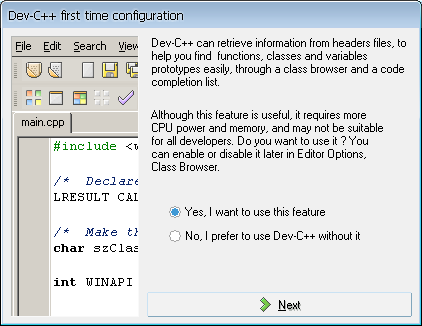 Dev-C++ first time configuration
File Edit Search View
main.cpp
#include <w
/* Declare
LRESULT CAL
/* Make th
char szClas
int WINAPI
Dev-C++ can retrieve information from headers files, to
help you find functions, classes and variables
prototypes easily, through a class browser and a code
completion list.
Although this feature is useful, it requires more
CPU power and memory, and may not be suitable
for all developers. Do you want to use it ? You
can enable or disable it later in Editor Options,
Class Browser.
Yes, I want to use this feature
No, I prefer to use Dev-C++ without it
Next